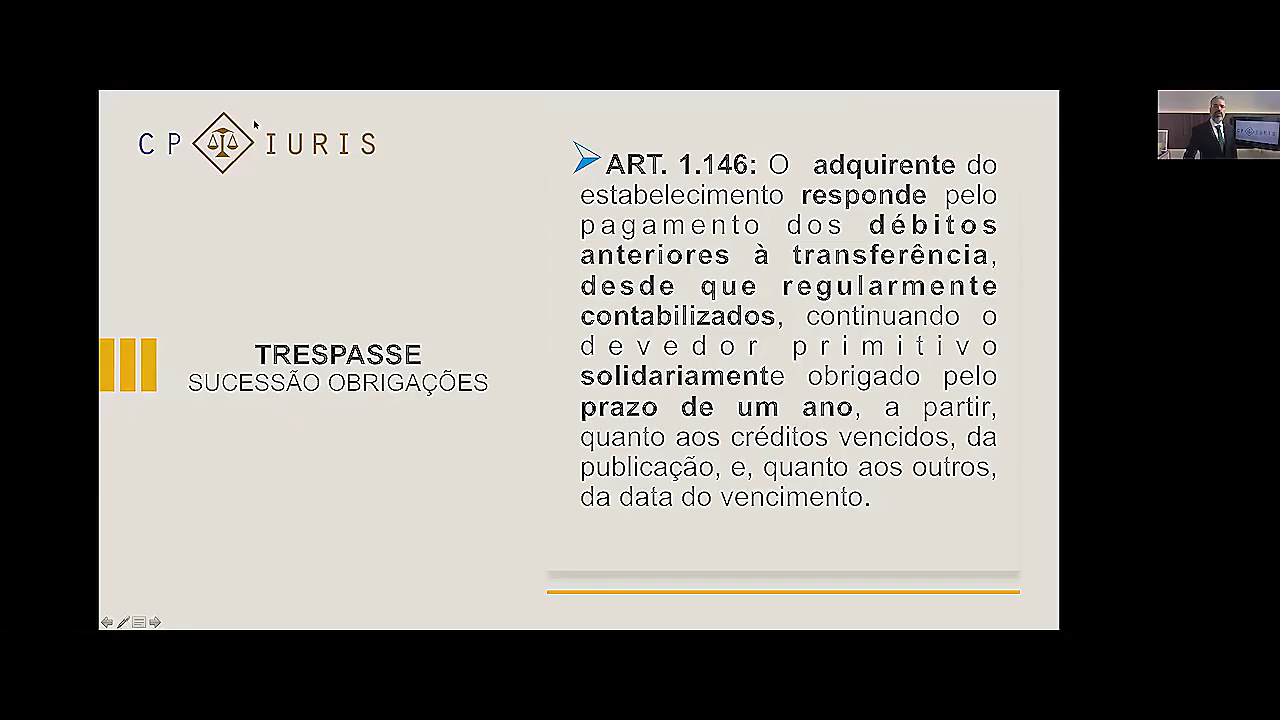 CP IURIS
TRESPASSE
SUCESSÃO OBRIGAÇÕES
ART. 1.146: O adquirente do
estabelecimento responde pelo
pagamento dos débitos
anteriores à transferência,
desde que regularmente
contabilizados, continuando o
devedor primitivo
solidariamente obrigado pelo
prazo de um ano, a partir,
quanto aos créditos vencidos, da
publicação, e, quanto aos outros,
da data do vencimento.